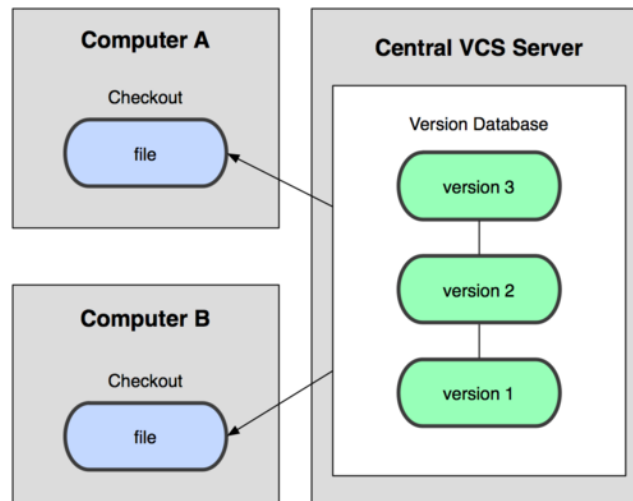 Computer A
Checkout
file
Computer B
Checkout
file
Central VCS Server
Version Database
version 3
version 2
version 1